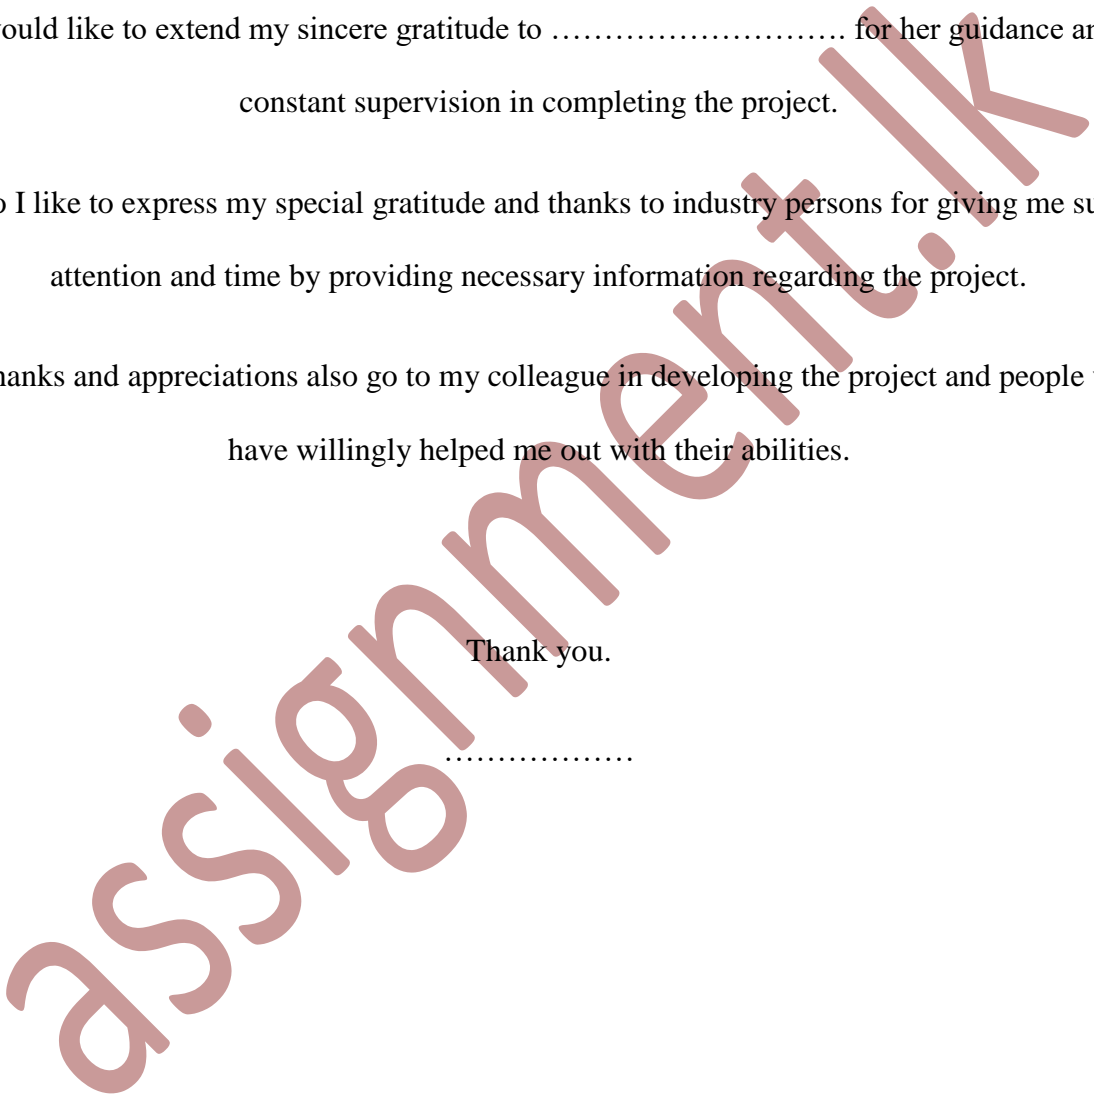 ould like to extend my sincere gratitude to ………………………. for her guidance a
constant supervision in completing the project.
I like to express my special gratitude and thanks to industry persons for giving me su
attention and time by providing necessary information regarding the project.
hanks and appreciations also go to my colleague in developing the project and people
have willingly helped me out with their abilities.
Thank you.
………………
assignment.lk